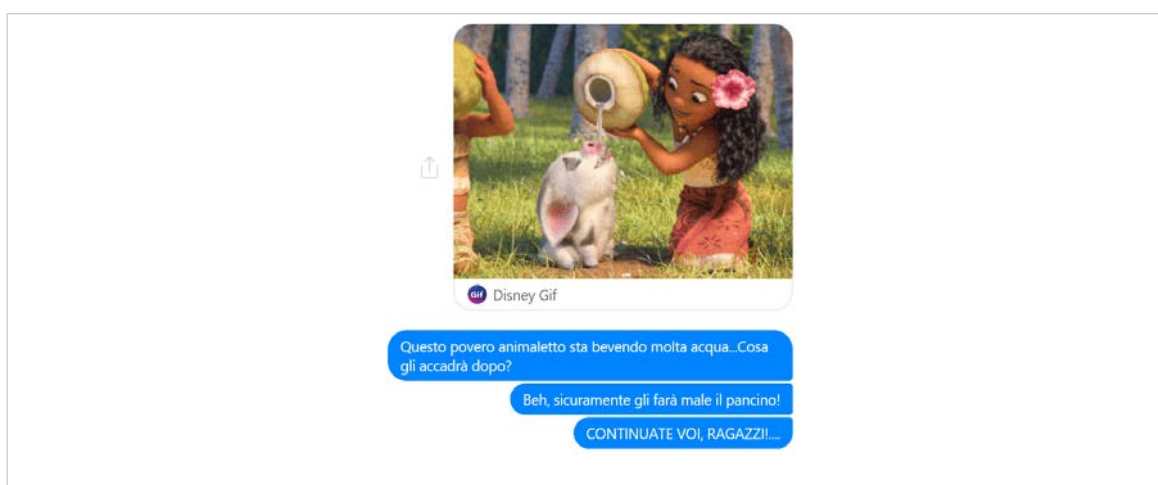 Gif Disney Gif
Questo povero animaletto sta bevendo molta acqua...Cosa
gli accadrà dopo?
Beh, sicuramente gli farà male il pancino!
CONTINUATE VOI, RAGAZZI!....